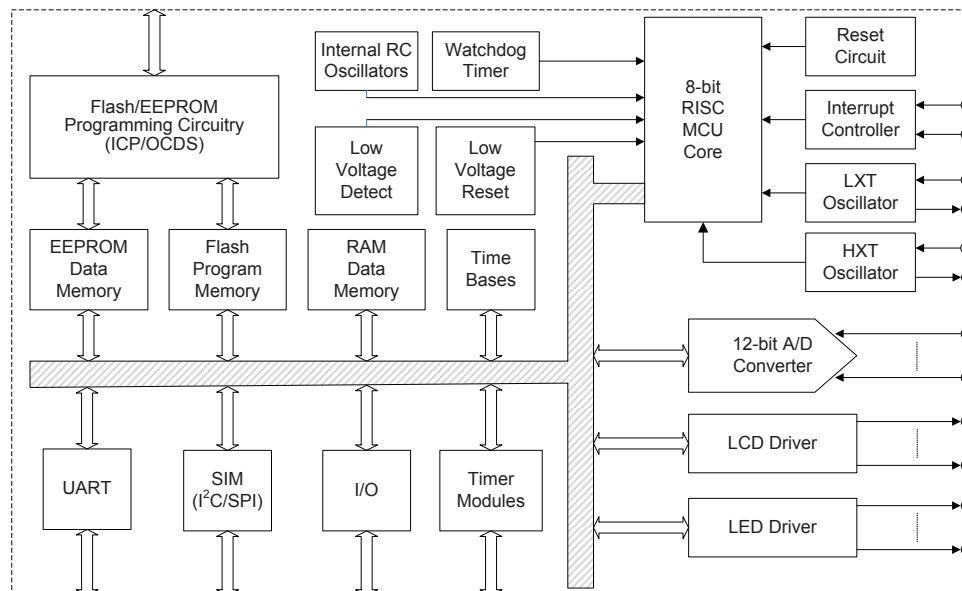 Internal RC
Oscillators
Watchdog
Timer
8-bit
RISC
MCU
Core
Reset
Circuit
Flash/EEPROM
Programming Circuitry
(ICP/OCDS)
Interrupt
Controller
Low
Voltage
Detect
Low
Voltage
Reset
LXT
Oscillator
EEPROM
Data
Memory
Flash
Program
Memory
RAM
Data
Memory
Time
Bases
HXT
Oscillator
12-bit A/D
Converter
LCD Driver
UART
SIM
(I²C/SPI)
I/O
Timer
Modules
LED Driver